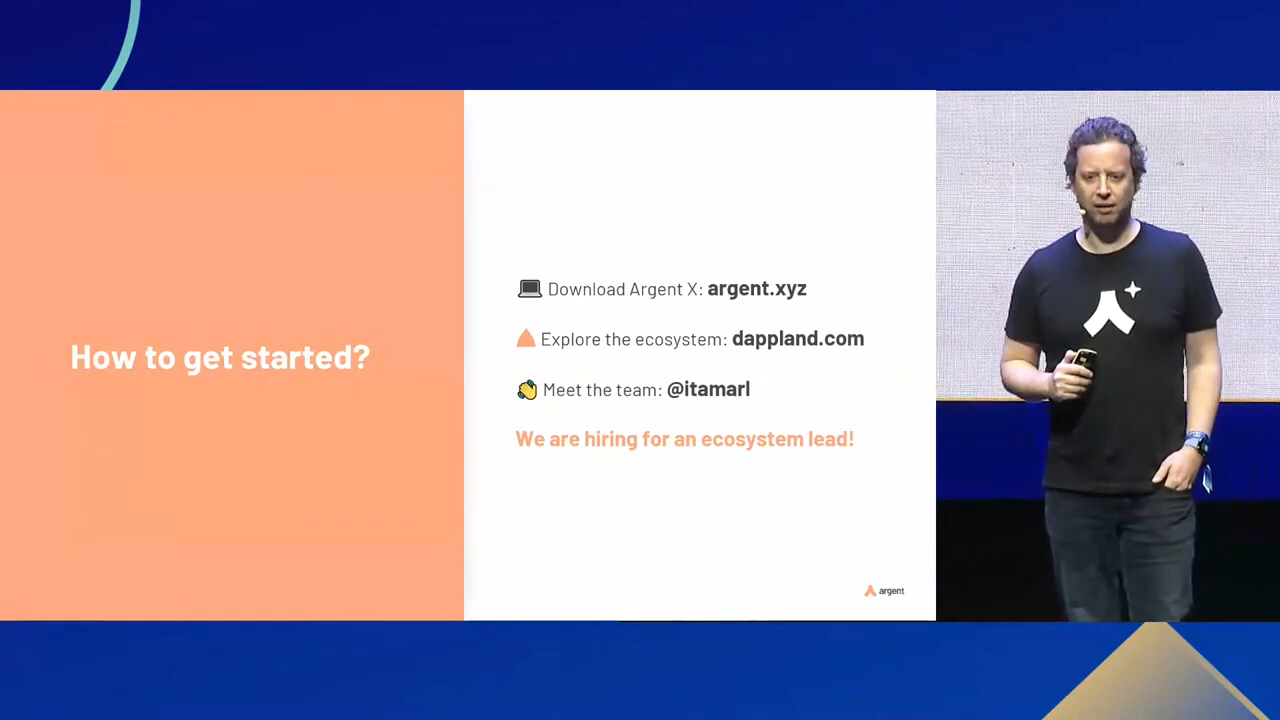 How to get started?
Download Argent X: argent.xyz
Explore the ecosystem: dappland.com
Meet the team: @itamarl
We are hiring for an ecosystem lead!
argent